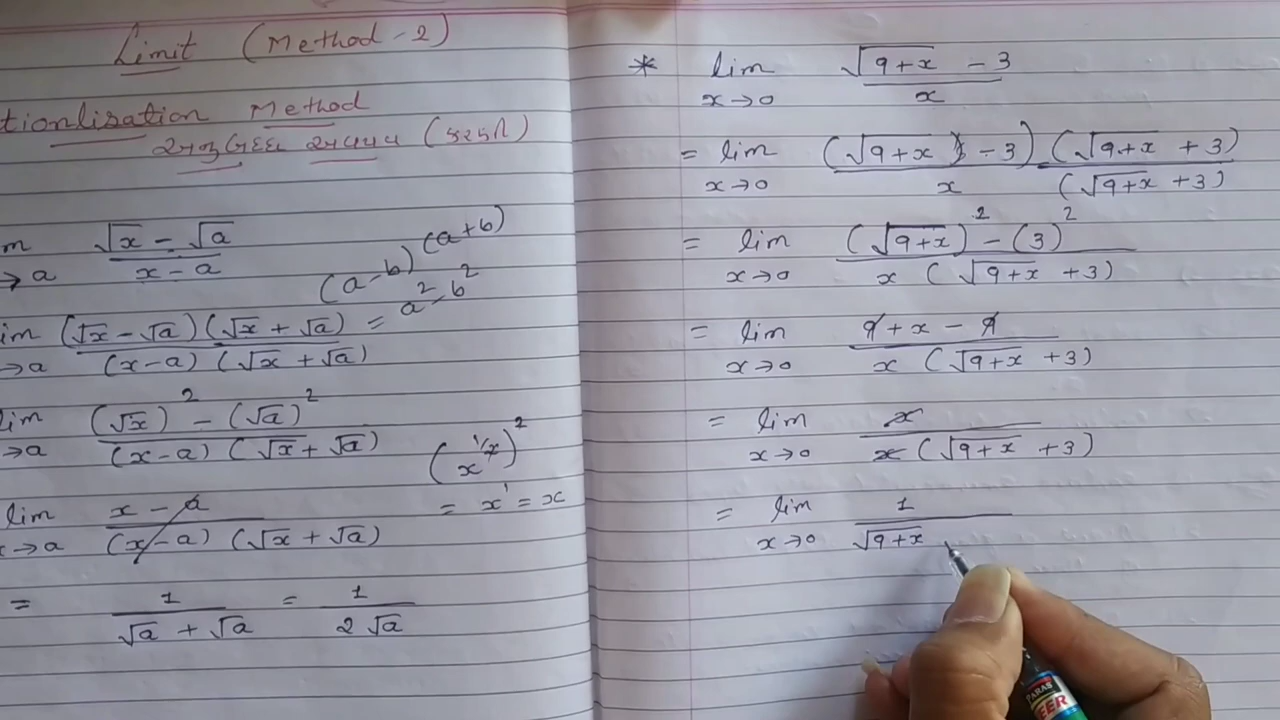 Limit (Method-2)
tionlisation Method
(a-b)(a+b)
m √x - √a
→a x-a
= a²-b²
lim (√x - √a)(√x + √a)
→a (x-a) (√x + √a)
lim (√x)² - (√a)²
→a (x-a) (√x + √a)
(x^1/2)²
= x¹ = x
lim x - a
x→a (x-a) (√x + √a)
= 1 = 1
√a + √a 2√a
* lim √9+x - 3
x→0 x
= lim (√9+x - 3) (√9+x + 3)
x→0 x (√9+x + 3)
= lim (√9+x)² - (3)²
x→0 x (√9+x + 3)
= lim 9 + x - 9
x→0 x (√9+x + 3)
= lim x
x→0 x (√9+x + 3)
= lim 1
x→0 √9+x
PARAS
EER